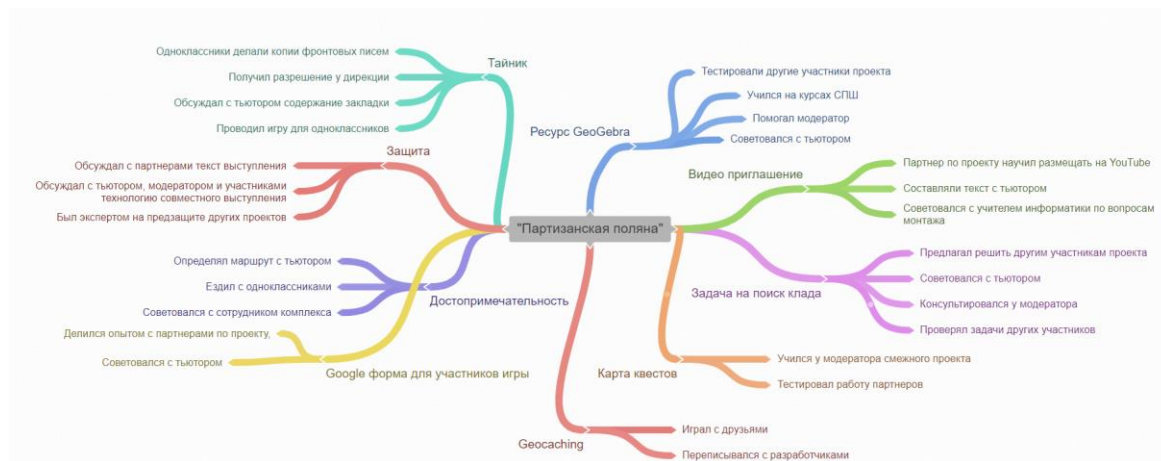 Одноклассники делали копии фронтовых писем
Получил разрешение у дирекции
Обсуждал с тьютором содержание закладки
Проводил игру для одноклассников
Тайник
Обсуждал с партнерами текст выступления
Обсуждал с тьютором, модератором и участниками
технологию совместного выступления
Был экспертом на предзащите других проектов
Защита
Определял маршрут с тьютором
Ездил с одноклассниками
Советовался с сотрудником комплекса
Достопримечательность
Делился опытом с партнерами по проекту,
Советовался с тьютором
Google форма для участников игры
"Партизанская поляна"
Ресурс GeoGebra
Тестировали другие участники проекта
Учился на курсах СПШ
Помогал модератор
Советовался с тьютором
Видео приглашение
Партнер по проекту научил размещать на YouTube
Составляли текст с тьютором
Советовался с учителем информатики по вопросам
монтажа
Задача на поиск клада
Предлагал решить другим участникам проекта
Советовался с тьютором
Консультировался у модератора
Проверял задачи других участников
Карта квестов
Учился у модератора смежного проекта
Тестировал работу партнеров
Geocaching
Играл с друзьями
Переписывался с разработчиками